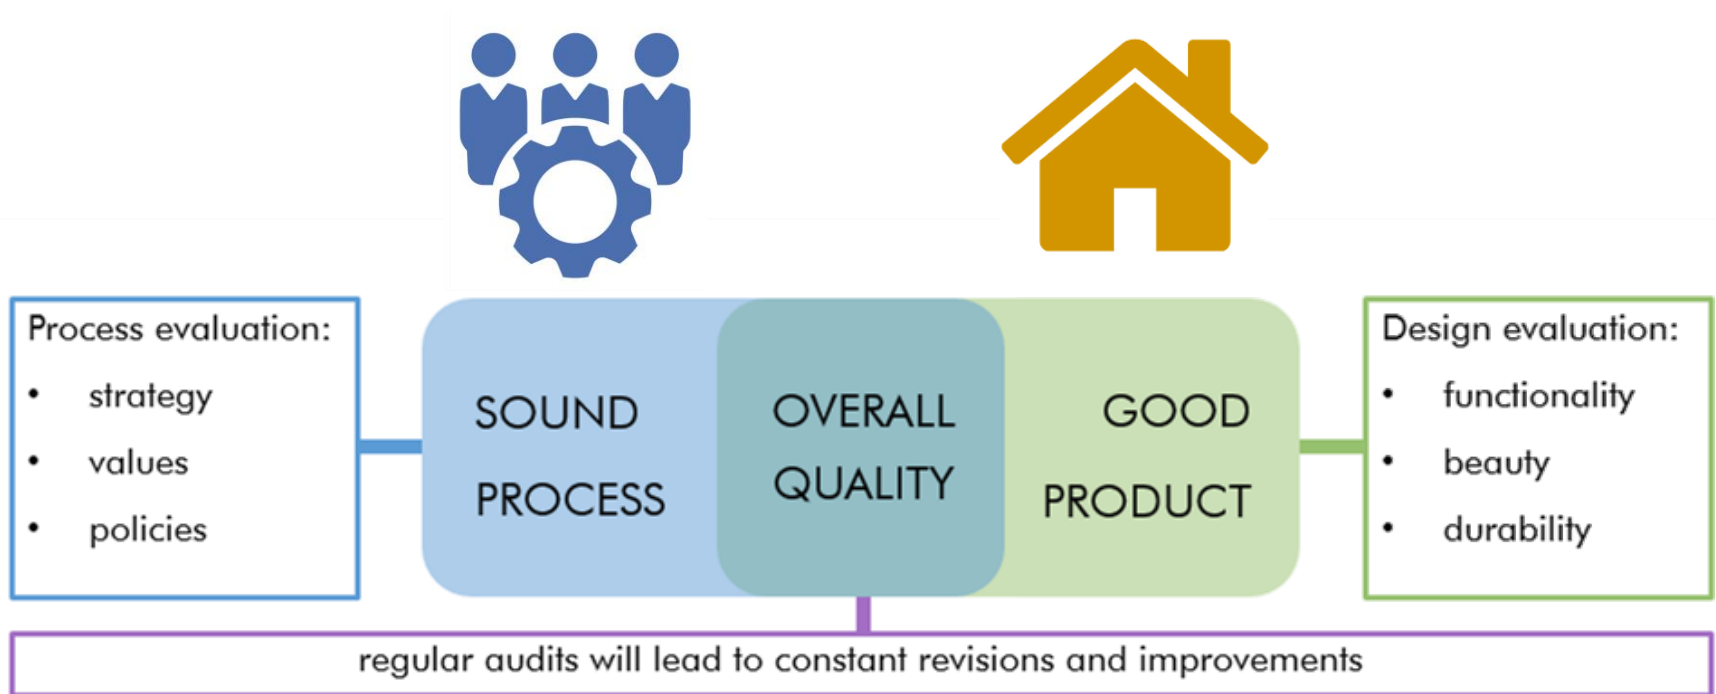 Process evaluation:
• strategy
• values
• policies
SOUND
PROCESS
OVERALL
QUALITY
GOOD
PRODUCT
Design evaluation:
• functionality
• beauty
• durability
regular audits will lead to constant revisions and improvements